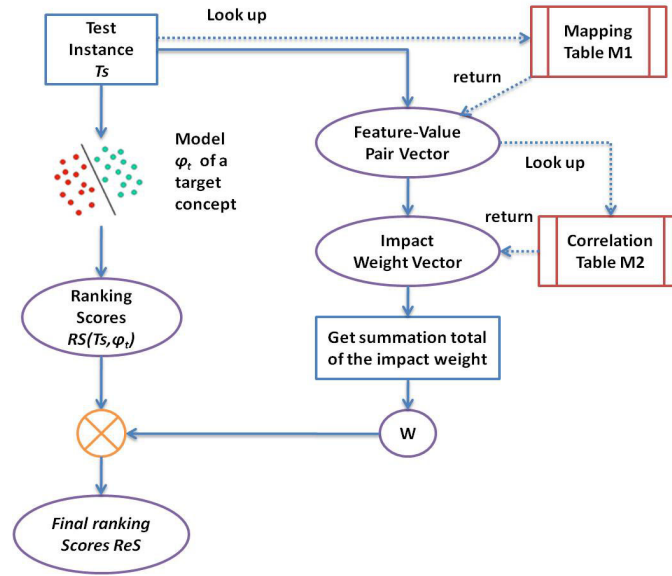 Test
Instance
Ts
Look up
Mapping
Table M1
return
Model
φt of a
target
concept
Feature-Value
Pair Vector
Look up
return
Impact
Weight Vector
Correlation
Table M2
Ranking
Scores
RS(Ts,φt)
Get summation total
of the impact weight
W
Final ranking
Scores ReS